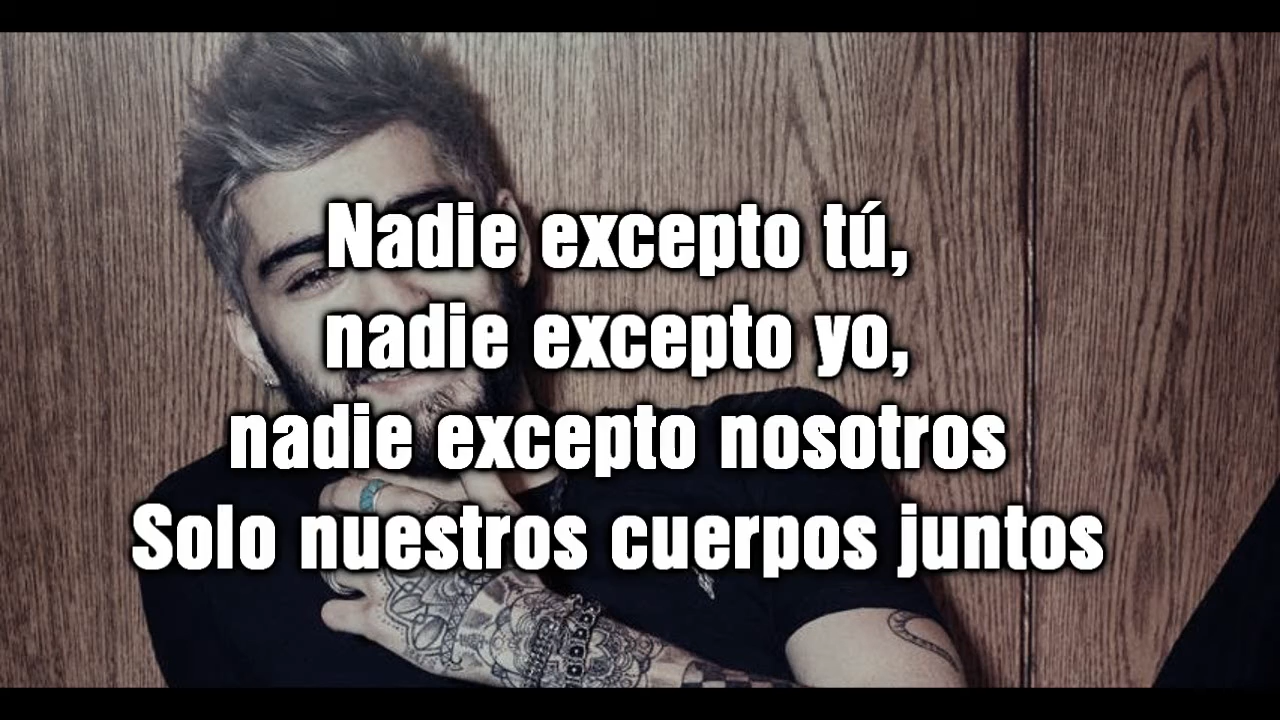 Nadie excepto tú,
nadie excepto yo,
nadie excepto nosotros
Solo nuestros cuerpos juntos